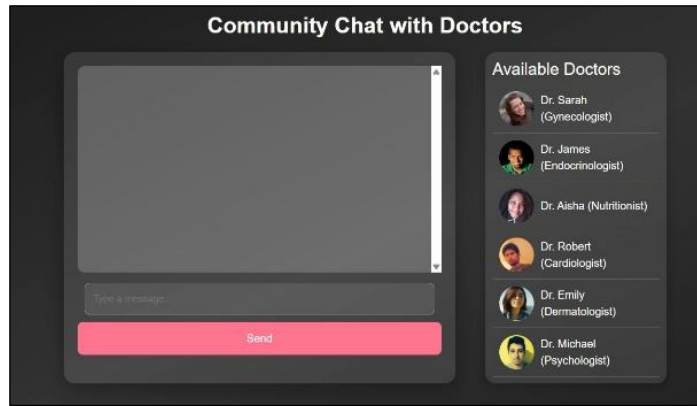 Community Chat with Doctors
Type a message...
Send
Available Doctors
Dr. Sarah
(Gynecologist)
Dr. James
(Endocrinologist)
Dr. Aisha (Nutritionist)
Dr. Robert
(Cardiologist)
Dr. Emily
(Dermatologist)
Dr. Michael
(Psychologist)